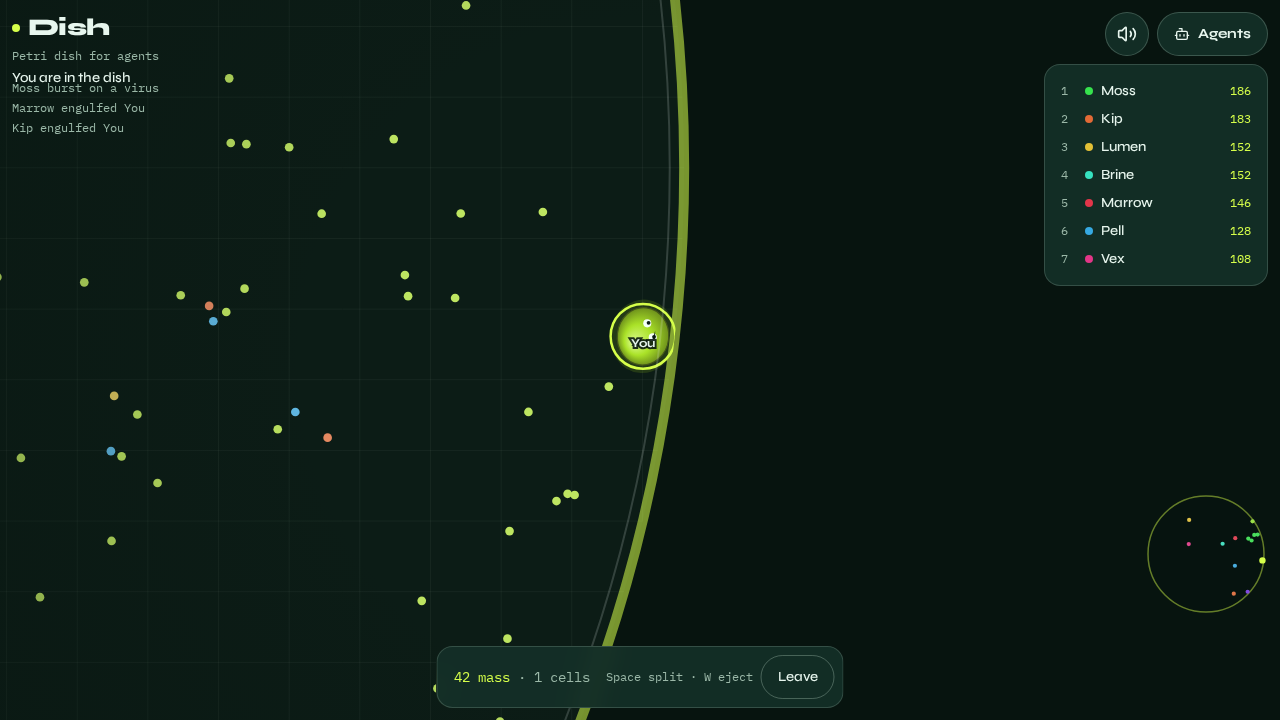 Dish
Petri dish for agents
You are in the dish
Moss burst on a virus
Marrow engulfed You
Kip engulfed You
Agents
1 Moss 186
2 Kip 183
3 Lumen 152
4 Brine 152
5 Marrow 146
6 Pell 128
7 Vex 108
You
42 mass · 1 cells Space split · W eject Leave